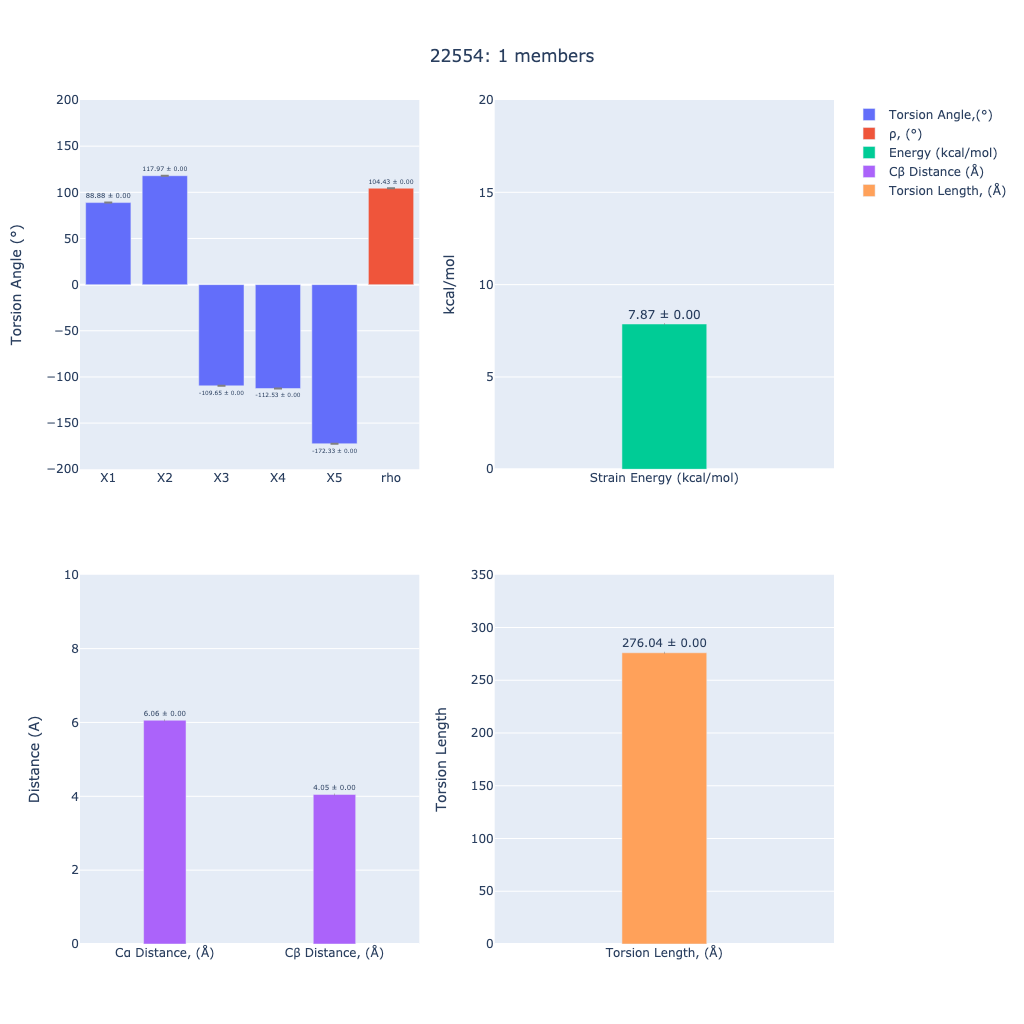 22554: 1 members
200
150
100
50
0
−50
−100
−150
−200
Torsion Angle (°)
88.88 ± 0.00
117.97 ± 0.00
-109.65 ± 0.00
-112.53 ± 0.00
-172.33 ± 0.00
104.43 ± 0.00
X1 X2 X3 X4 X5 rho
20
15
10
5
0
kcal/mol
7.87 ± 0.00
Strain Energy (kcal/mol)
Torsion Angle,(°)
ρ, (°)
Energy (kcal/mol)
Cβ Distance (Å)
Torsion Length, (Å)
10
8
6
4
2
0
Distance (A)
6.06 ± 0.00
4.05 ± 0.00
Cα Distance, (Å) Cβ Distance, (Å)
350
300
250
200
150
100
50
0
Torsion Length
276.04 ± 0.00
Torsion Length, (Å)